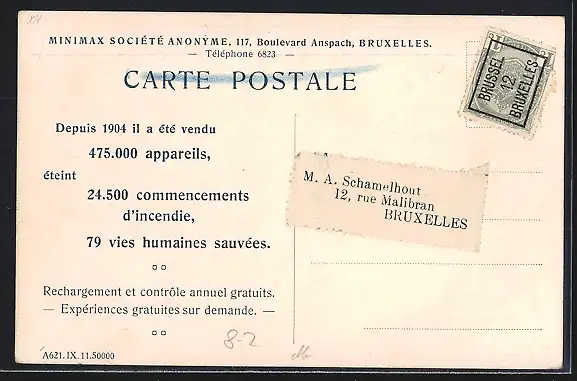 MINIMAX SOCIÉTÉ ANONYME, 117, Boulevard Anspach, BRUXELLES.
— Téléphone 6823 —
CARTE POSTALE
BRUSSEL
12
BRUXELLES
Depuis 1904 il a été vendu
475.000 appareils,
éteint
24.500 commencements
d'incendie,
79 vies humaines sauvées.
Rechargement et contrôle annuel gratuits.
— Expériences gratuites sur demande. —
A621.IX.11.50000
M. A. Schamelhout
12, rue Malibran
BRUXELLES
8-2